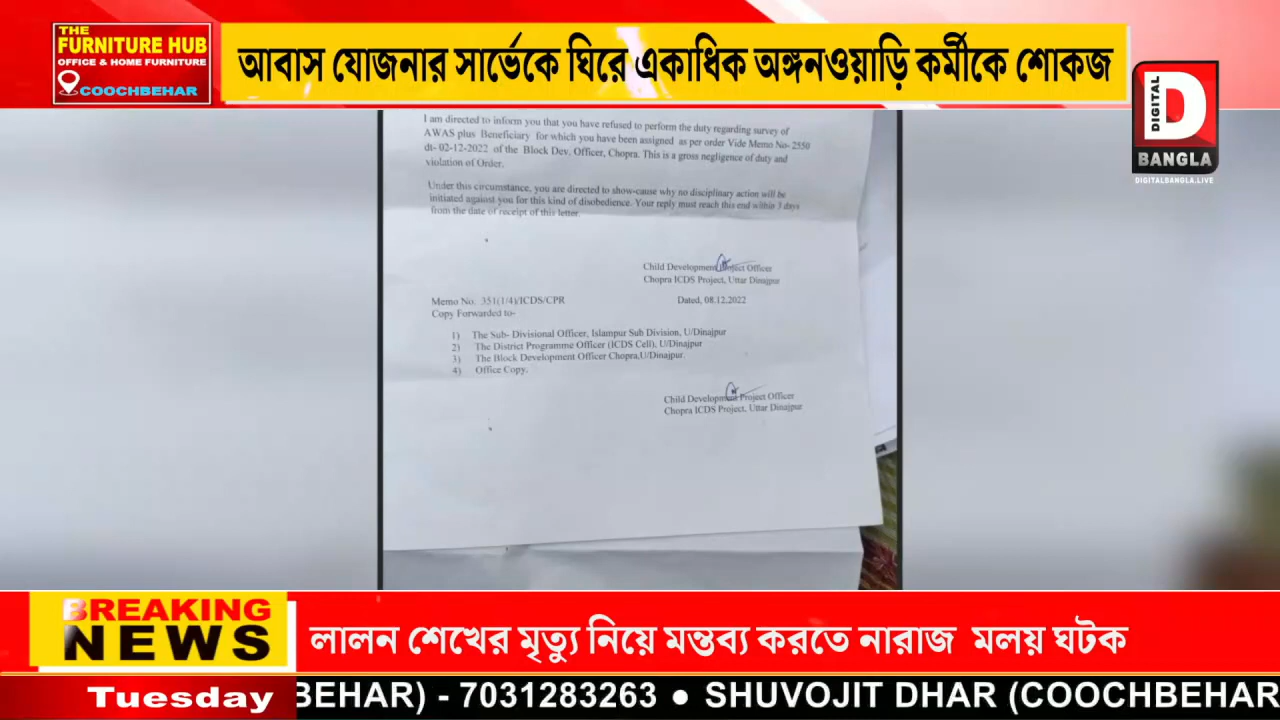 THE
FURNITURE HUB
OFFICE & HOME FURNITURE
COOCHBEHAR
আবাস যোজনার সার্ভেকে ঘিরে একাধিক অঙ্গনওয়াড়ি কর্মীকে শোকজ
DIGITAL
BANGLA
DIGITALBANGLA.LIVE
I am directed to inform you that you have refused to perform the duty regarding survey of
AWAS plus Beneficiary for which you have been assigned as per order Vide Memo No- 2550
dt- 02-12-2022 of the Block Dev. Officer, Chopra. This is a gross negligence of duty and
violation of Order.
Under this circumstance, you are directed to show-cause why no disciplinary action will be
initiated against you for this kind of disobedience. Your reply must reach this end within 3 days
from the date of receipt of this letter.
Child Development Project Officer
Chopra ICDS Project, Uttar Dinajpur
Memo No. 351(1/4)/ICDS/CPR
Dated, 08.12.2022
Copy Forwarded to-
1) The Sub- Divisional Officer, Islampur Sub Division, U/Dinajpur
2) The District Programme Officer (ICDS Cell), U/Dinajpur
3) The Block Development Officer Chopra,U/Dinajpur.
4) Office Copy.
Child Development Project Officer
Chopra ICDS Project, Uttar Dinajpur
BREAKING
NEWS
লালন শেখের মৃত্যু নিয়ে মন্তব্য করতে নারাজ মলয় ঘটক
Tuesday
BEHAR) - 7031283263 ● SHUVOJIT DHAR (COOCHBEHAR